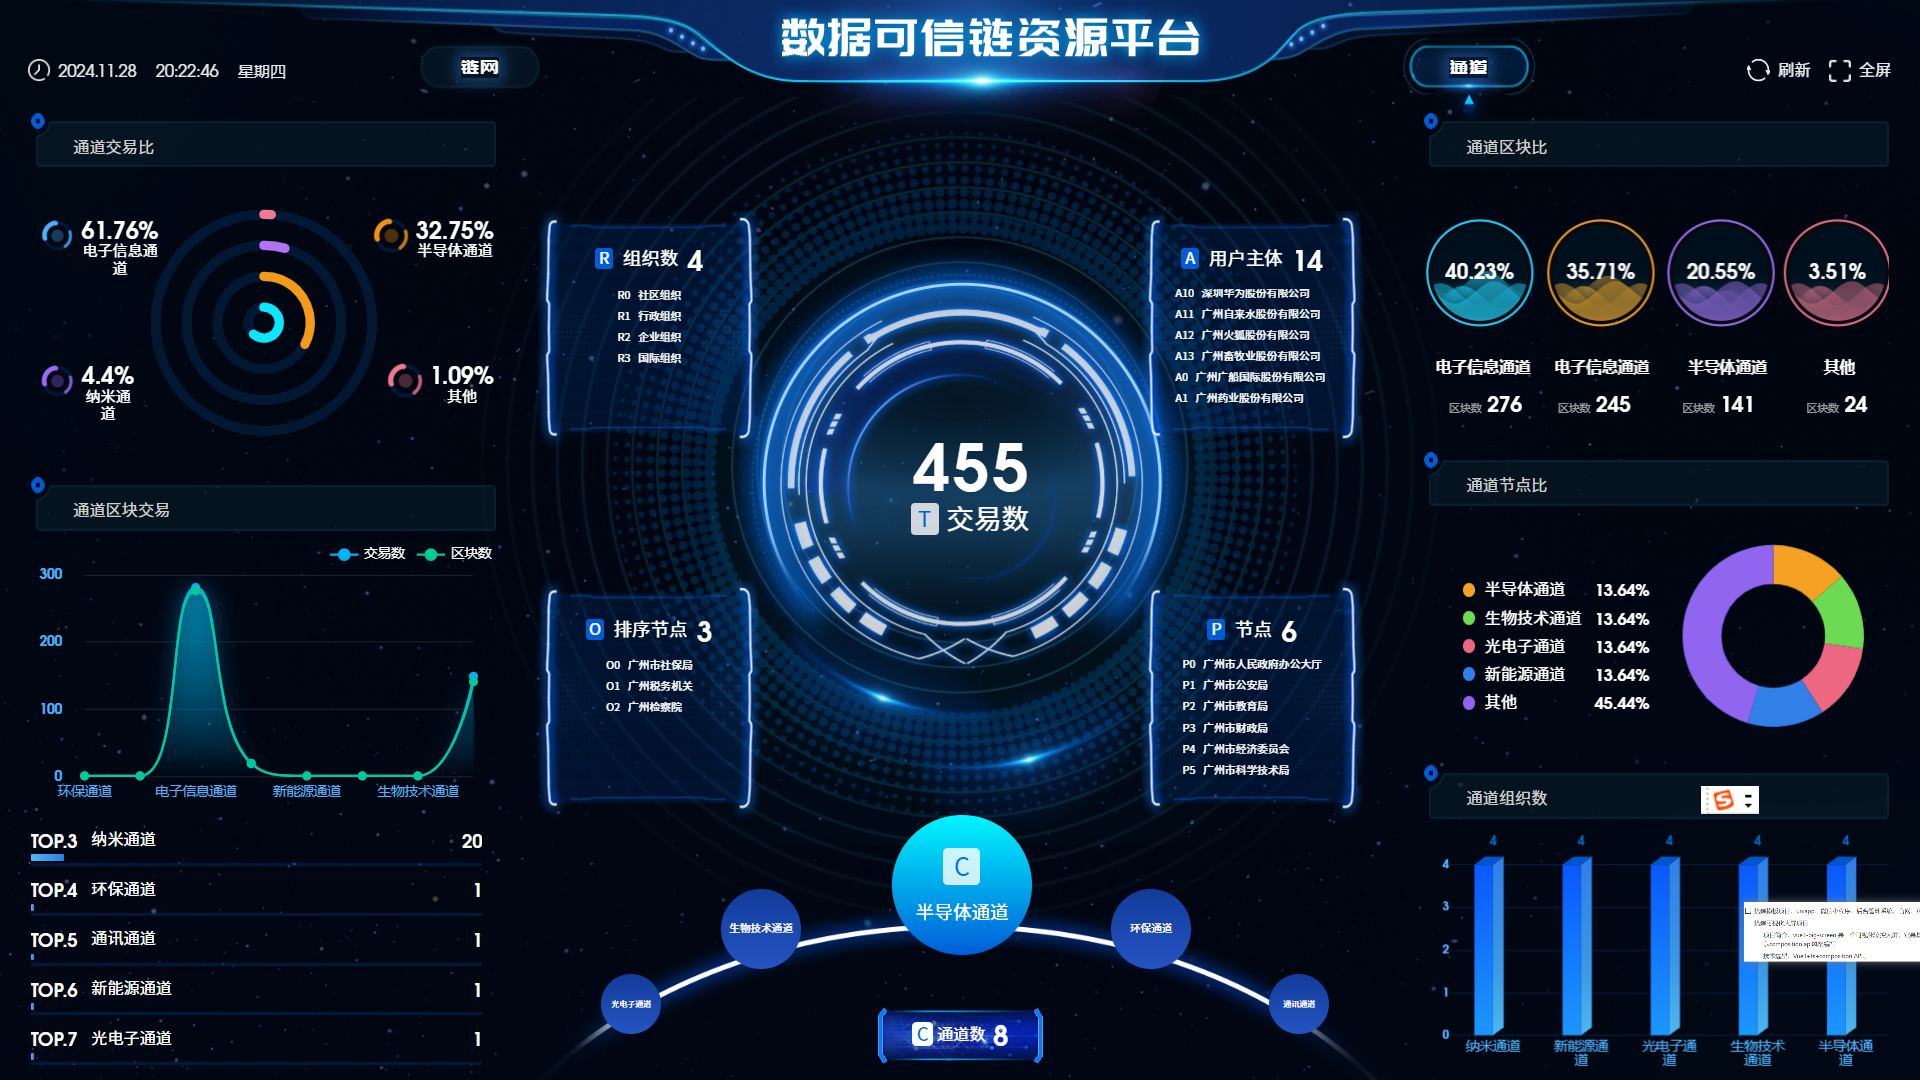 数据可信链资源平台
2024.11.28 20:22:46 星期四
链网
通道
刷新 全屏
通道交易比
61.76%
电子信息通
道
32.75%
半导体通道
4.4%
纳米通
道
1.09%
其他
通道区块交易
交易数 区块数
300
200
100
0
环保通道 电子信息通道 新能源通道 生物技术通道
TOP.3 纳米通道 20
TOP.4 环保通道 1
TOP.5 通讯通道 1
TOP.6 新能源通道 1
TOP.7 光电子通道 1
R 组织数 4
R0 社区组织
R1 行政组织
R2 企业组织
R3 国际组织
A 用户主体 14
A10 深圳华为股份有限公司
A11 广州自来水股份有限公司
A12 广州火狐股份有限公司
A13 广州畜牧业股份有限公司
A0 广州广船国际股份有限公司
A1 广州药业股份有限公司
455
T 交易数
O 排序节点 3
O0 广州市社保局
O1 广州税务机关
O2 广州检察院
P 节点 6
P0 广州市人民政府办公大厅
P1 广州市公安局
P2 广州市教育局
P3 广州市财政局
P4 广州市经济委员会
P5 广州市科学技术局
C
半导体通道
生物技术通道
环保通道
光电子通道
通讯通道
C 通道数 8
通道区块比
40.23% 35.71% 20.55% 3.51%
电子信息通道 电子信息通道 半导体通道 其他
区块数 276 区块数 245 区块数 141 区块数 24
通道节点比
半导体通道 13.64%
生物技术通道 13.64%
光电子通道 13.64%
新能源通道 13.64%
其他 45.44%
通道组织数
S
4 4 4 4 4
4
3
2
1
0
纳米通道 新能源通
道 光电子通
道 生物技术
通道 半导体通
道